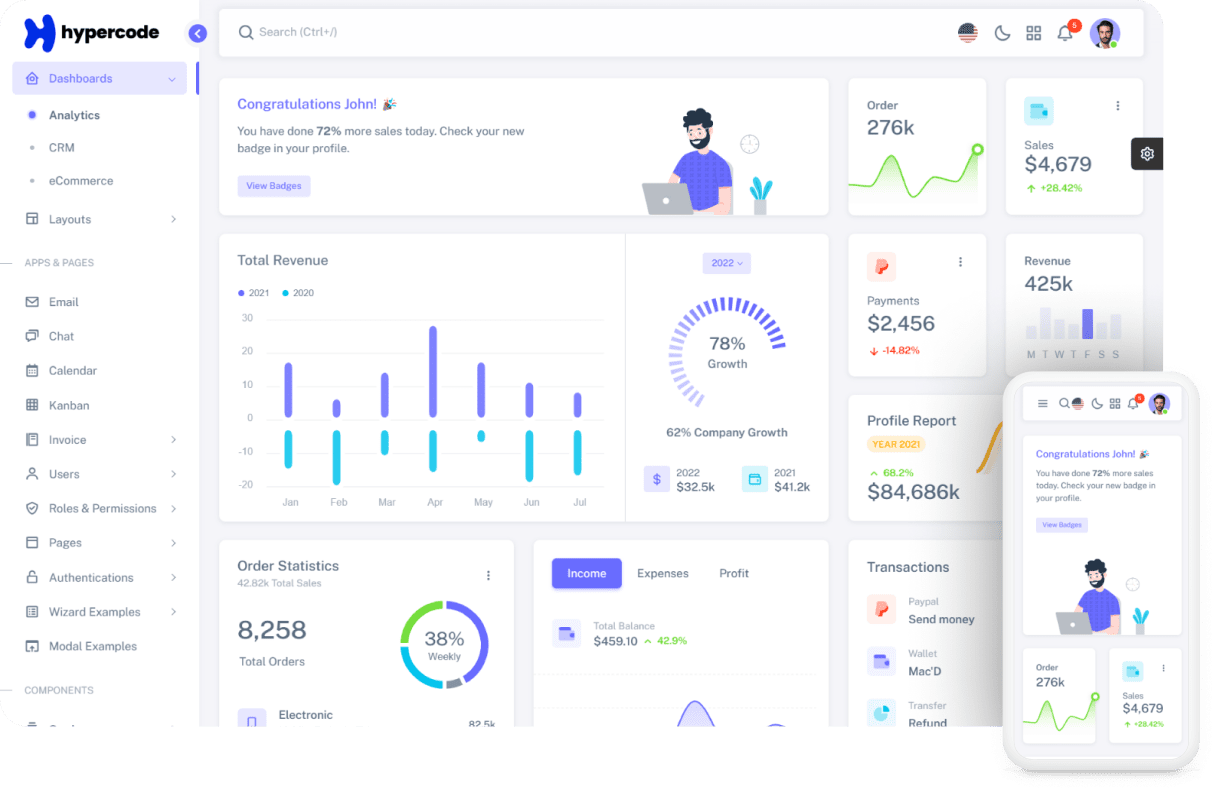 hypercode
Dashboards
Analytics
CRM
eCommerce
Layouts
APPS & PAGES
Email
Chat
Calendar
Kanban
Invoice
Users
Roles & Permissions
Pages
Authentications
Wizard Examples
Modal Examples
COMPONENTS
Search (Ctrl+/)
5
Congratulations John! 🎉
You have done 72% more sales today. Check your new
badge in your profile.
View Badges
Order
276k
Sales
$4,679
+28.42%
Total Revenue
2021
2020
30
20
10
0
-10
-20
Jan Feb Mar Apr May Jun Jul
2022
78%
Growth
62% Company Growth
2022
$32.5k
2021
$41.2k
Payments
$2,456
-14.82%
Revenue
425k
M T W T F S S
Profile Report
YEAR 2021
68.2%
$84,686k
Order Statistics
42.82k Total Sales
8,258
Total Orders
38%
Weekly
Electronic
82.5k
Income
Expenses
Profit
Total Balance
$459.10
42.9%
Transactions
Paypal
Send money
Wallet
Mac'D
Transfer
Refund
5
Congratulations John! 🎉
You have done 72% more sales
today. Check your new badge in
your profile.
View Badges
Order
276k
Sales
$4,679
+28.42%